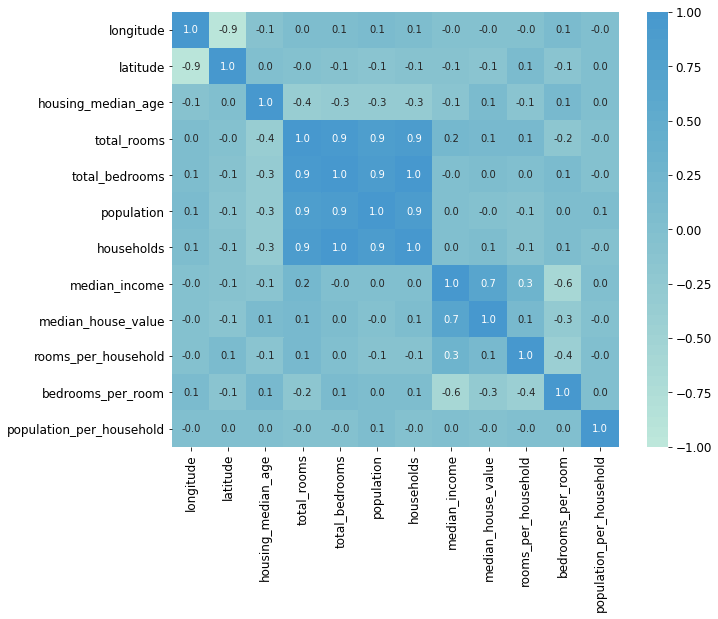 longitude 1.0 -0.9 -0.1 0.0 0.1 0.1 0.1 -0.0 -0.0 -0.0 0.1 -0.0
latitude -0.9 1.0 0.0 -0.0 -0.1 -0.1 -0.1 -0.1 -0.1 0.1 -0.1 0.0
housing_median_age -0.1 0.0 1.0 -0.4 -0.3 -0.3 -0.3 -0.1 0.1 -0.1 0.1 0.0
total_rooms 0.0 -0.0 -0.4 1.0 0.9 0.9 0.9 0.2 0.1 0.1 -0.2 -0.0
total_bedrooms 0.1 -0.1 -0.3 0.9 1.0 0.9 1.0 -0.0 0.0 0.0 0.1 -0.0
population 0.1 -0.1 -0.3 0.9 0.9 1.0 0.9 0.0 -0.0 -0.1 0.0 0.1
households 0.1 -0.1 -0.3 0.9 1.0 0.9 1.0 0.0 0.1 -0.1 0.1 -0.0
median_income -0.0 -0.1 -0.1 0.2 -0.0 0.0 0.0 1.0 0.7 0.3 -0.6 0.0
median_house_value -0.0 -0.1 0.1 0.1 0.0 -0.0 0.1 0.7 1.0 0.1 -0.3 -0.0
rooms_per_household -0.0 0.1 -0.1 0.1 0.0 -0.1 -0.1 0.3 0.1 1.0 -0.4 -0.0
bedrooms_per_room 0.1 -0.1 0.1 -0.2 0.1 0.0 0.1 -0.6 -0.3 -0.4 1.0 0.0
population_per_household -0.0 0.0 0.0 -0.0 -0.0 0.1 -0.0 0.0 -0.0 -0.0 0.0 1.0
longitude
latitude
housing_median_age
total_rooms
total_bedrooms
population
households
median_income
median_house_value
rooms_per_household
bedrooms_per_room
population_per_household
1.00
0.75
0.50
0.25
0.00
−0.25
−0.50
−0.75
−1.00